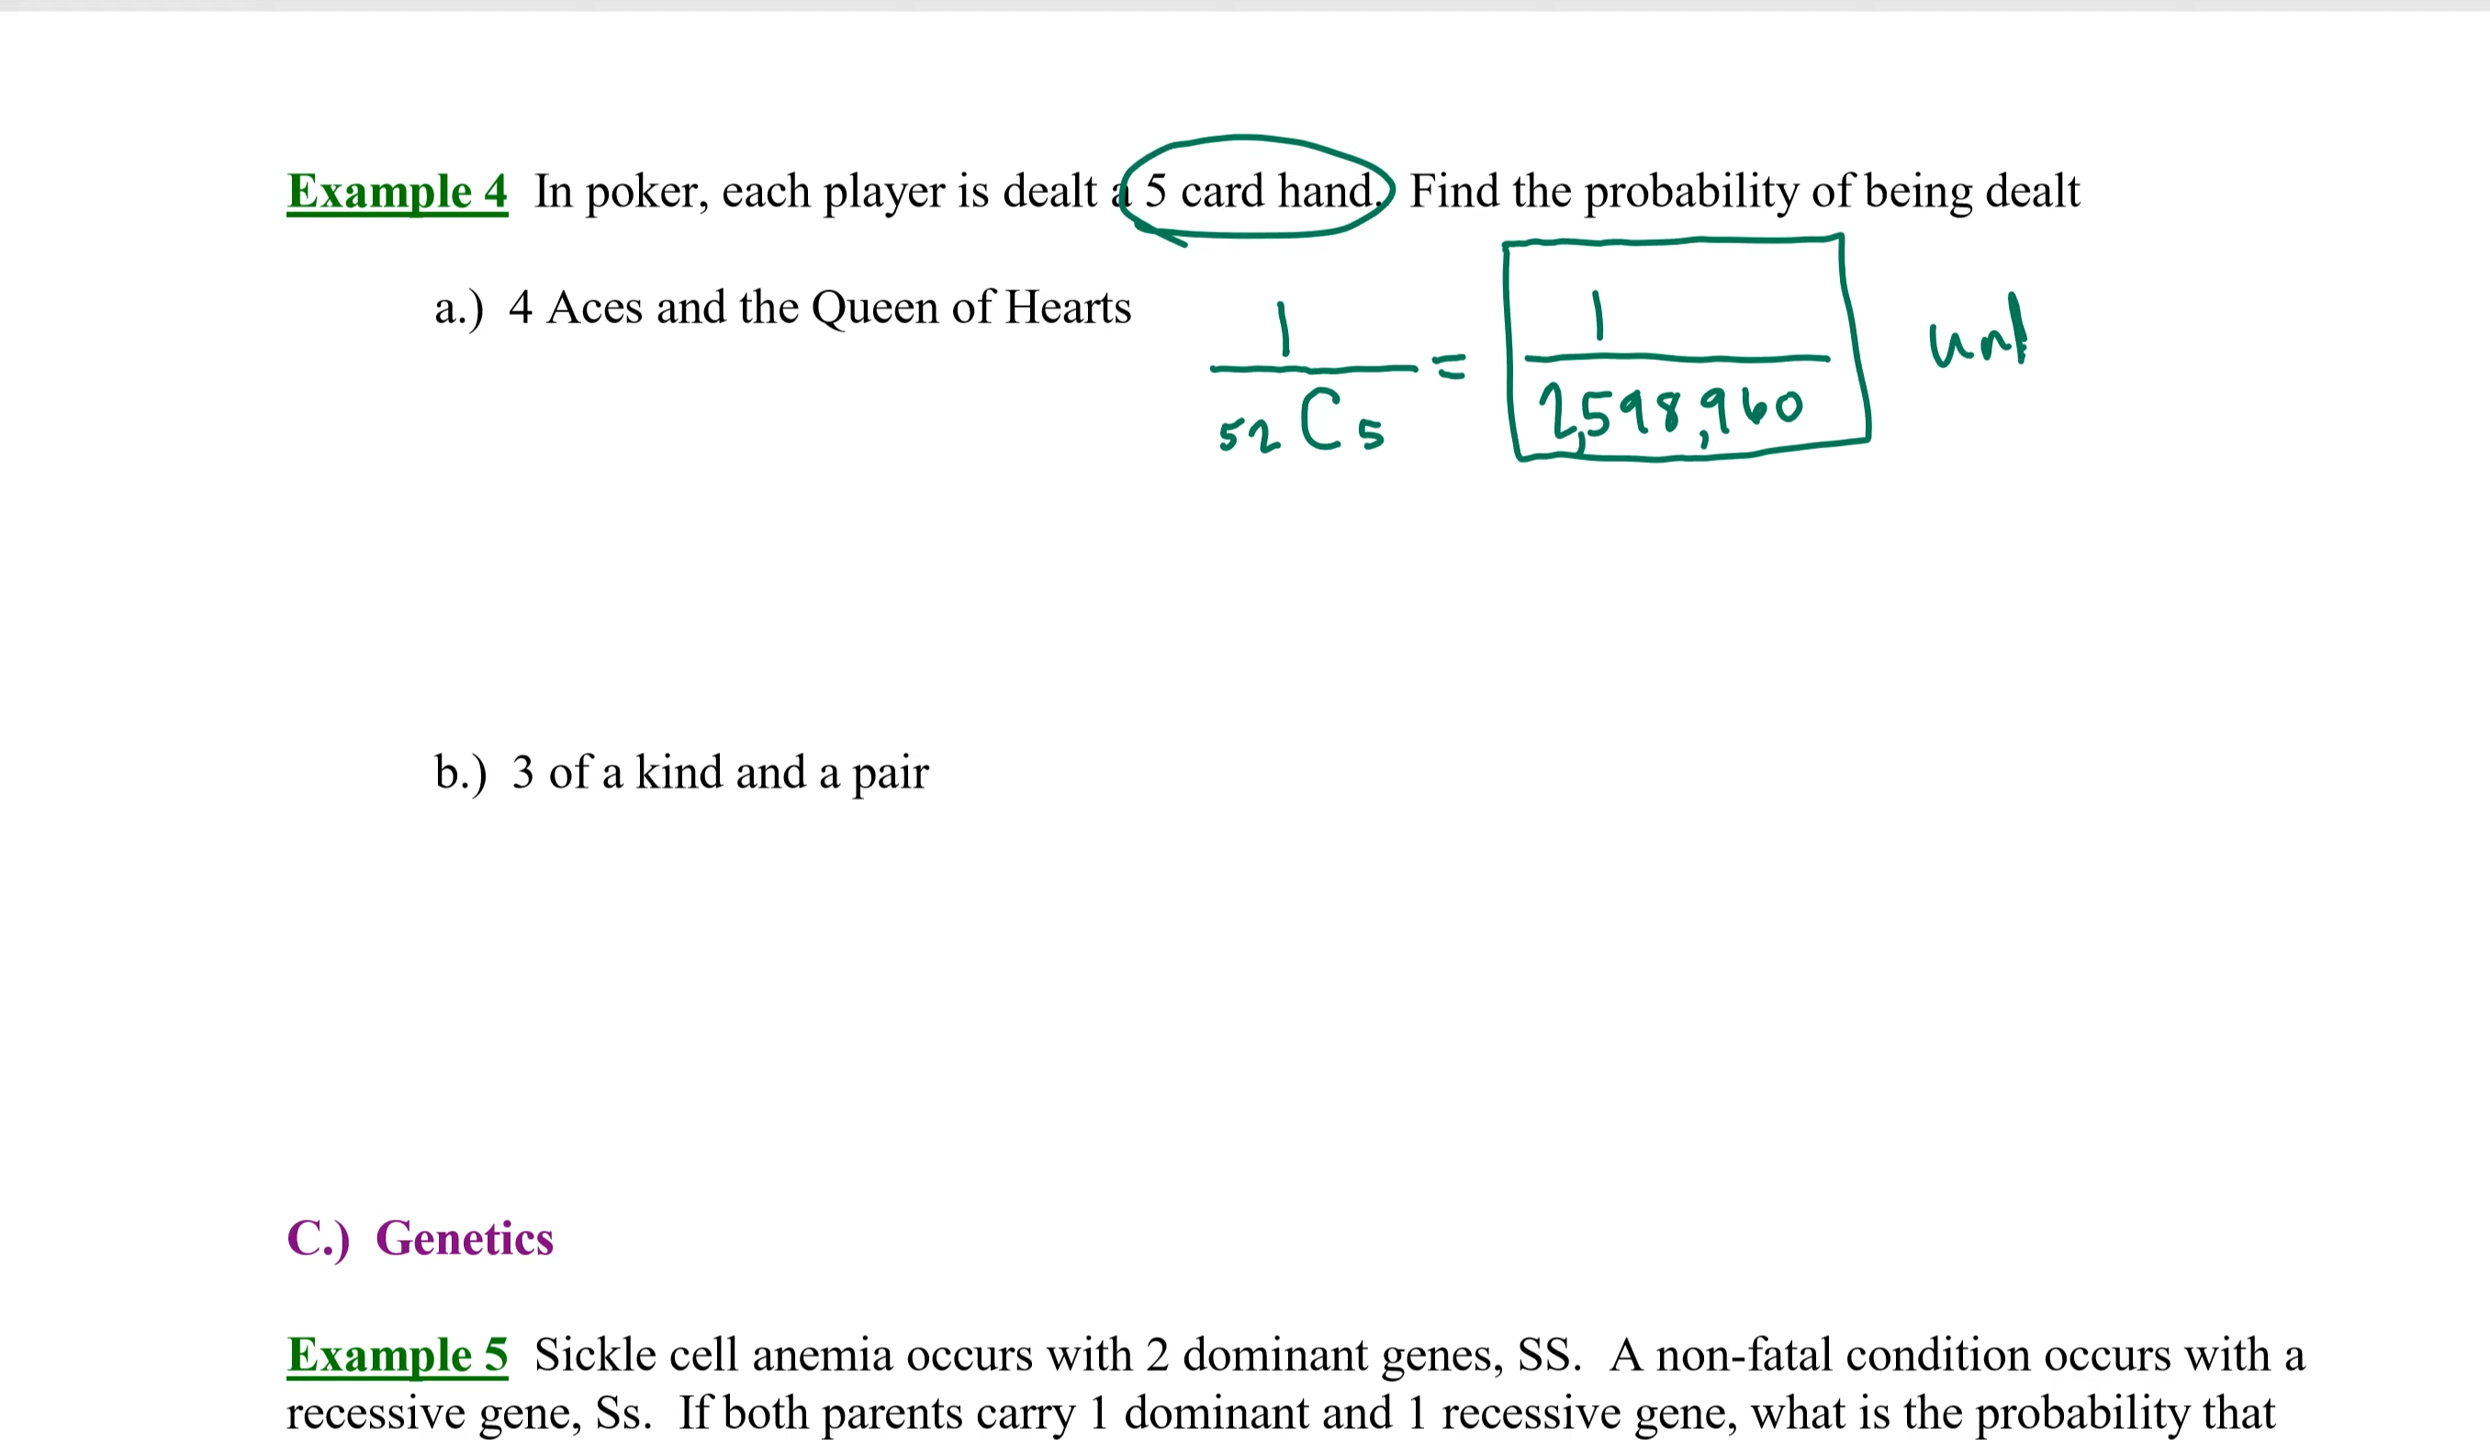 Example 4 In poker, each player is dealt a 5 card hand. Find the probability of being dealt
a.) 4 Aces and the Queen of Hearts
1
52 C 5
=
1
2,598,960
b.) 3 of a kind and a pair
C.) Genetics
Example 5 Sickle cell anemia occurs with 2 dominant genes, SS. A non-fatal condition occurs with a
recessive gene, Ss. If both parents carry 1 dominant and 1 recessive gene, what is the probability that